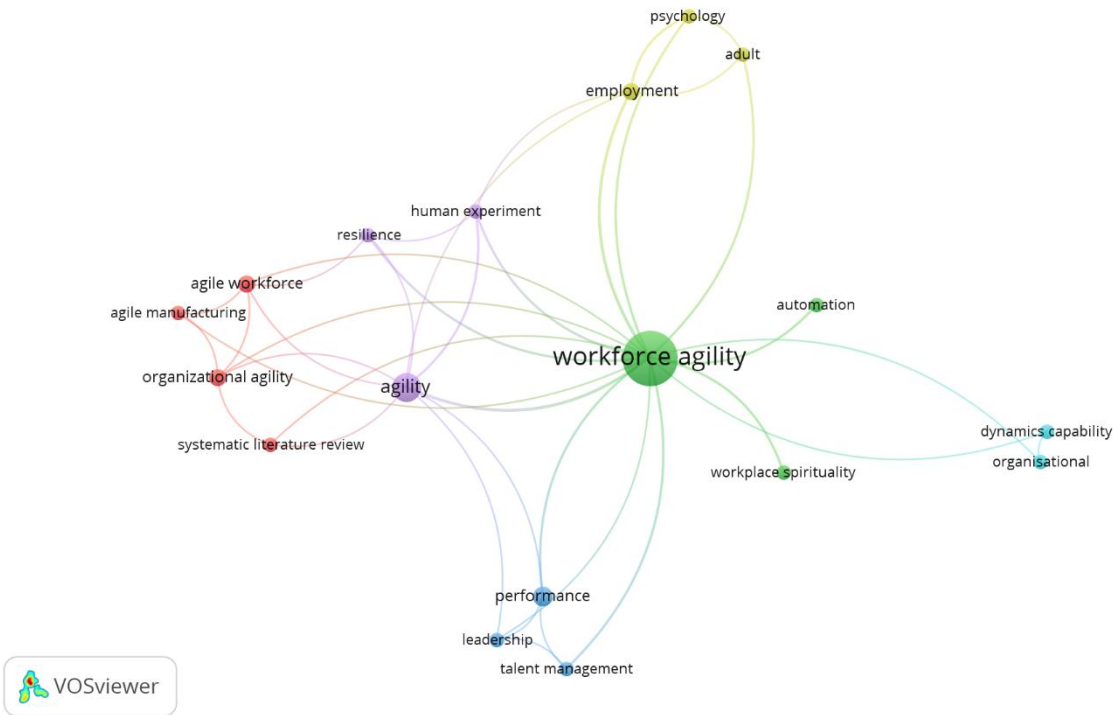 psychology
adult
employment
human experiment
resilience
agile workforce
automation
agile manufacturing
workforce agility
organizational agility
agility
dynamics capability
systematic literature review
organisational
workplace spirituality
performance
leadership
talent management
VOSviewer